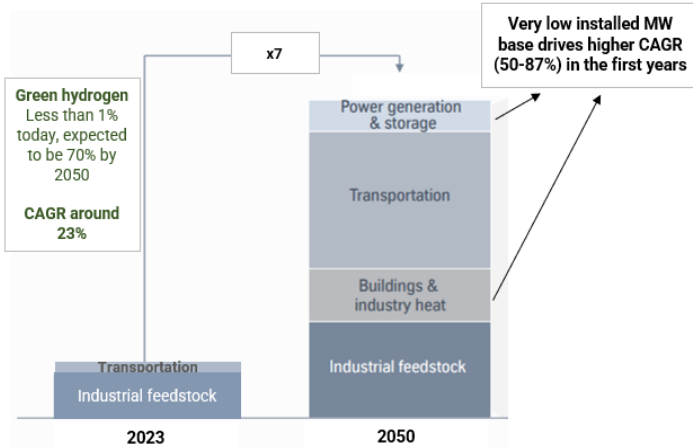 x7
Very low installed MW
base drives higher CAGR
(50-87%) in the first years
Green hydrogen
Less than 1%
today, expected
to be 70% by
2050
CAGR around
23%
Power generation
& storage
Transportation
Buildings &
industry heat
Industrial feedstock
Transportation
Industrial feedstock
2023
2050